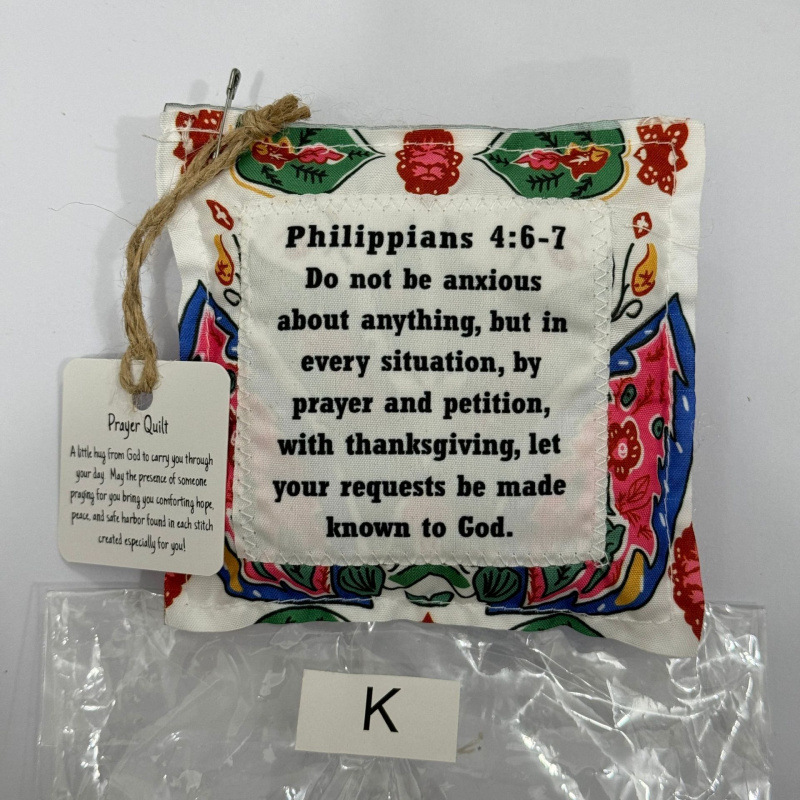 Philippians 4:6-7
Do not be anxious
about anything, but in
every situation, by
prayer and petition,
with thanksgiving, let
your requests be made
known to God.
Prayer Quilt
A little hug from God to carry you through
your day. May the presence of someone
praying for you bring you comforting hope,
peace, and safe harbor found in each stitch
created especially for you!
K